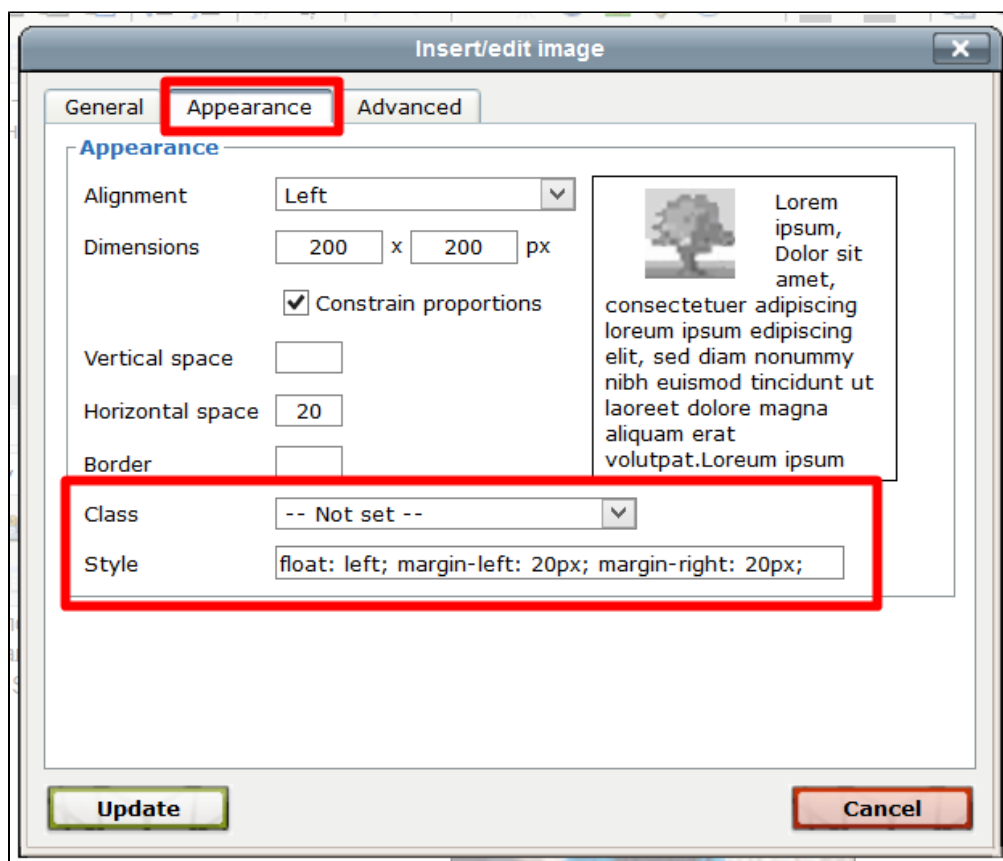 Insert/edit image
General Appearance Advanced
Appearance
Alignment Left
Dimensions 200 x 200 px
Constrain proportions
Vertical space
Horizontal space 20
Border
Class -- Not set --
Style float: left; margin-left: 20px; margin-right: 20px;
Lorem
ipsum,
Dolor sit
amet,
consectetuer adipiscing
loreum ipsum edipiscing
elit, sed diam nonummy
nibh euismod tincidunt ut
laoreet dolore magna
aliquam erat
volutpat.Loreum ipsum
Update Cancel